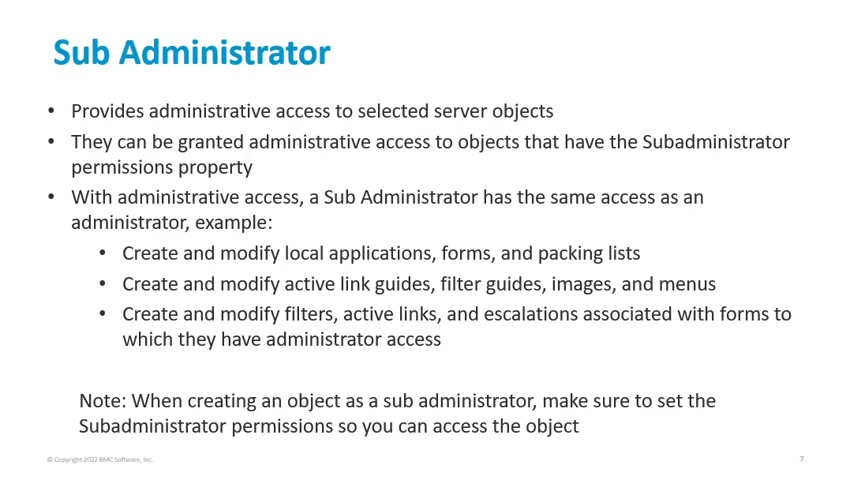 Sub Administrator
• Provides administrative access to selected server objects
• They can be granted administrative access to objects that have the Subadministrator
permissions property
• With administrative access, a Sub Administrator has the same access as an
administrator, example:
• Create and modify local applications, forms, and packing lists
• Create and modify active link guides, filter guides, images, and menus
• Create and modify filters, active links, and escalations associated with forms to
which they have administrator access
Note: When creating an object as a sub administrator, make sure to set the
Subadministrator permissions so you can access the object
© Copyright 2022 BMC Software, Inc.
7